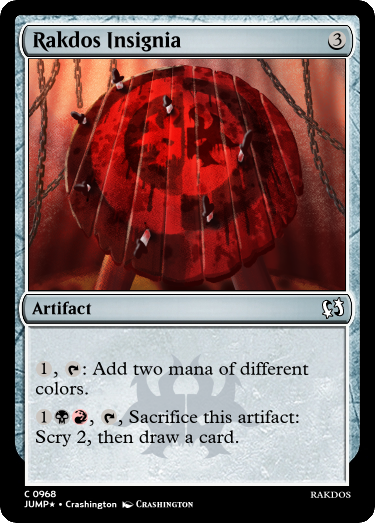 Rakdos Insignia 3
Artifact
1, : Add two mana of different
colors.
1, , Sacrifice this artifact:
Scry 2, then draw a card.
C 0968
RAKDOS
JUMP★ • Crashington CRASHINGTON